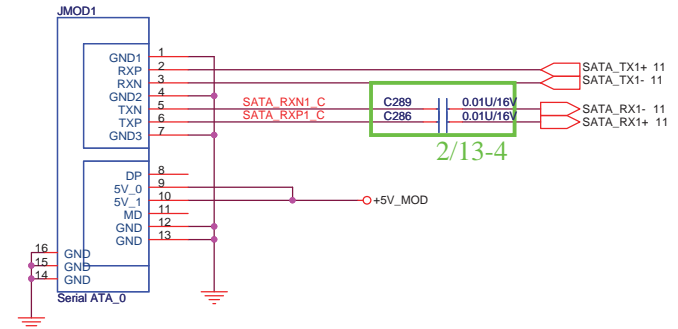 JMOD1
GND1 1
RXP 2 SATA_TX1+ 11
RXN 3 SATA_TX1- 11
GND2 4
TXN 5 SATA_RXN1_C C289 0.01U/16V SATA_RX1- 11
TXP 6 SATA_RXP1_C C286 0.01U/16V SATA_RX1+ 11
GND3 7
2/13-4
DP 8
5V_0 9
5V_1 10 +5V_MOD
MD 11
GND 12
GND 13
16 GND
15 GND
14 GND
Serial ATA_0